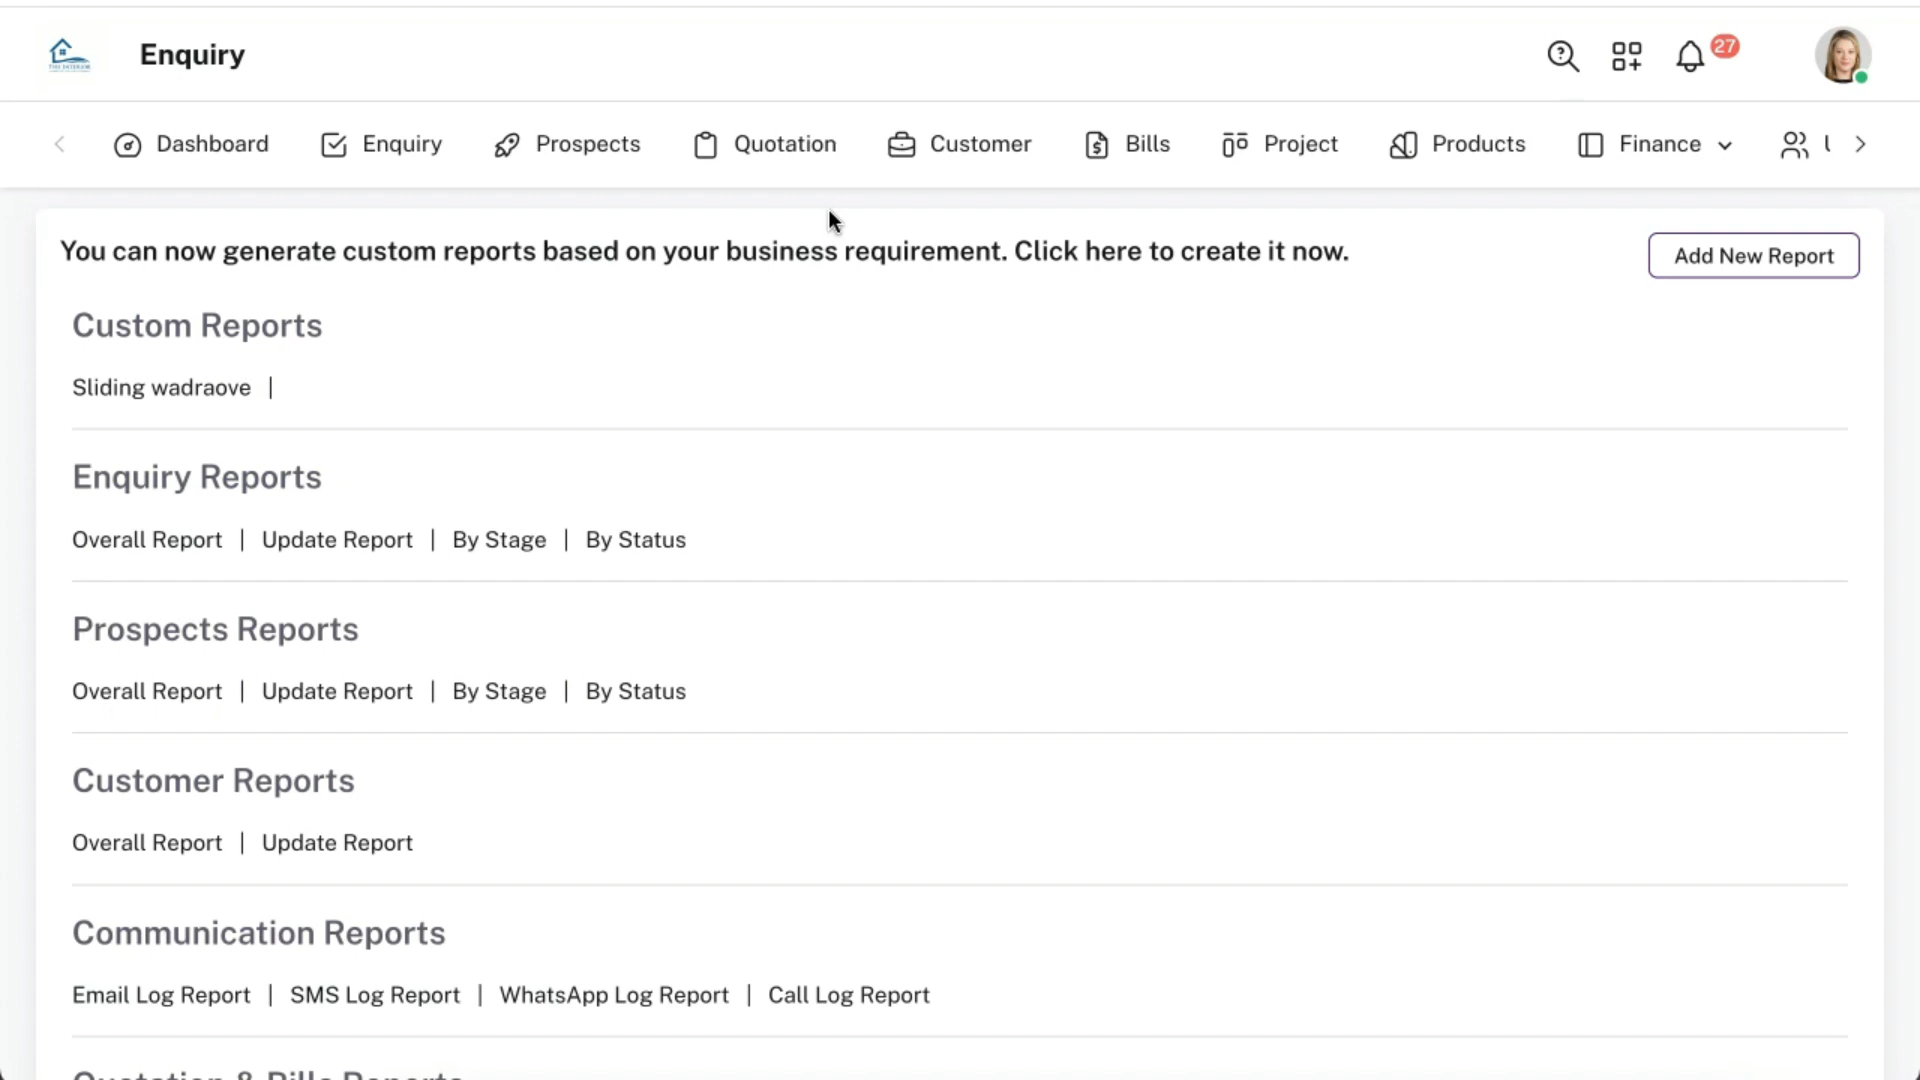 Enquiry
27
Dashboard Enquiry Prospects Quotation Customer Bills Project Products Finance
You can now generate custom reports based on your business requirement. Click here to create it now.
Add New Report
Custom Reports
Sliding wadraove |
Enquiry Reports
Overall Report | Update Report | By Stage | By Status
Prospects Reports
Overall Report | Update Report | By Stage | By Status
Customer Reports
Overall Report | Update Report
Communication Reports
Email Log Report | SMS Log Report | WhatsApp Log Report | Call Log Report
Quotation & Bills Reports